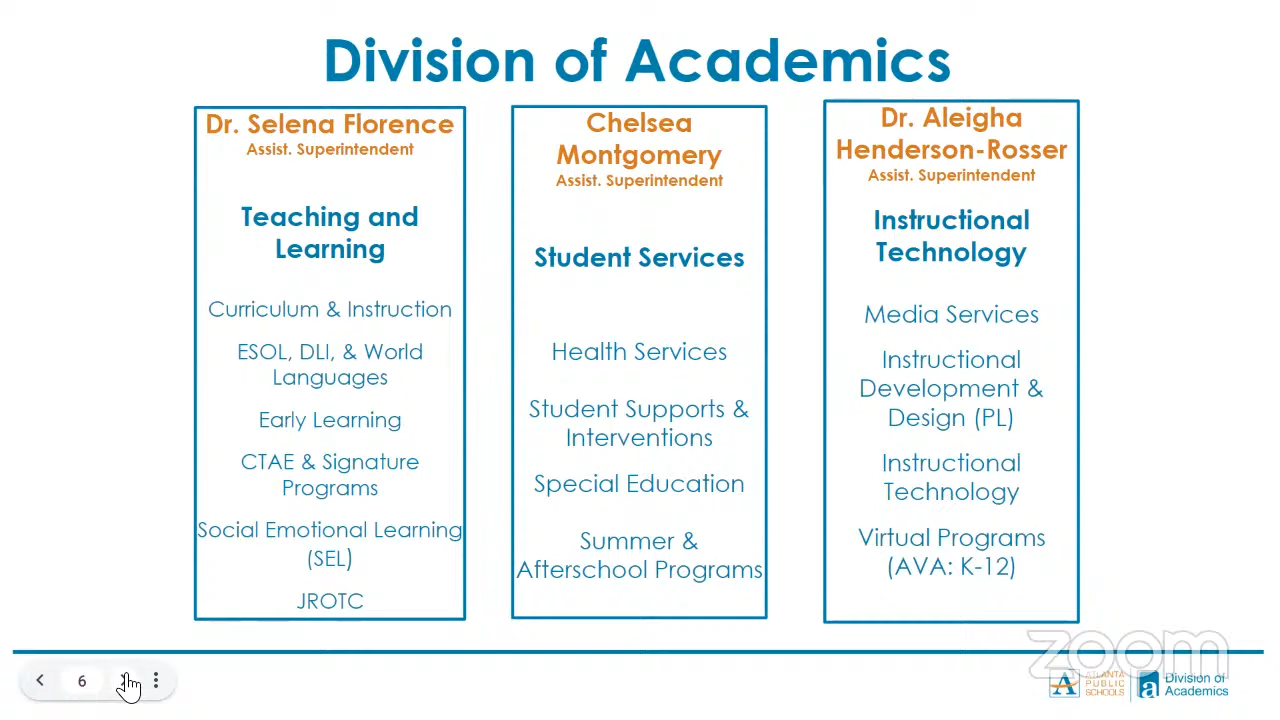 Division of Academics
Dr. Selena Florence
Assist. Superintendent
Teaching and
Learning
Curriculum & Instruction
ESOL, DLI, & World
Languages
Early Learning
CTAE & Signature
Programs
Social Emotional Learning
(SEL)
JROTC
Chelsea
Montgomery
Assist. Superintendent
Student Services
Health Services
Student Supports &
Interventions
Special Education
Summer &
Afterschool Programs
Dr. Aleigha
Henderson-Rosser
Assist. Superintendent
Instructional
Technology
Media Services
Instructional
Development &
Design (PL)
Instructional
Technology
Virtual Programs
(AVA: K-12)
zoom
6
ATLANTA
PUBLIC
SCHOOLS
a
Division of
Academics